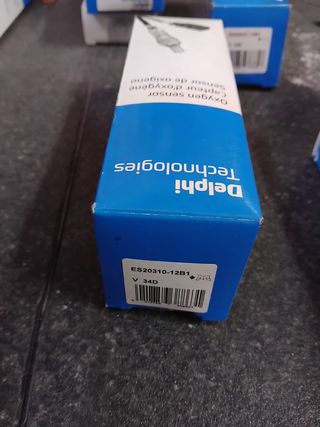 Oxygen sensor
Capteur d'oxygène
Sensor de oxígeno
Delphi
Technologies
ES20310-12B1
V 34D